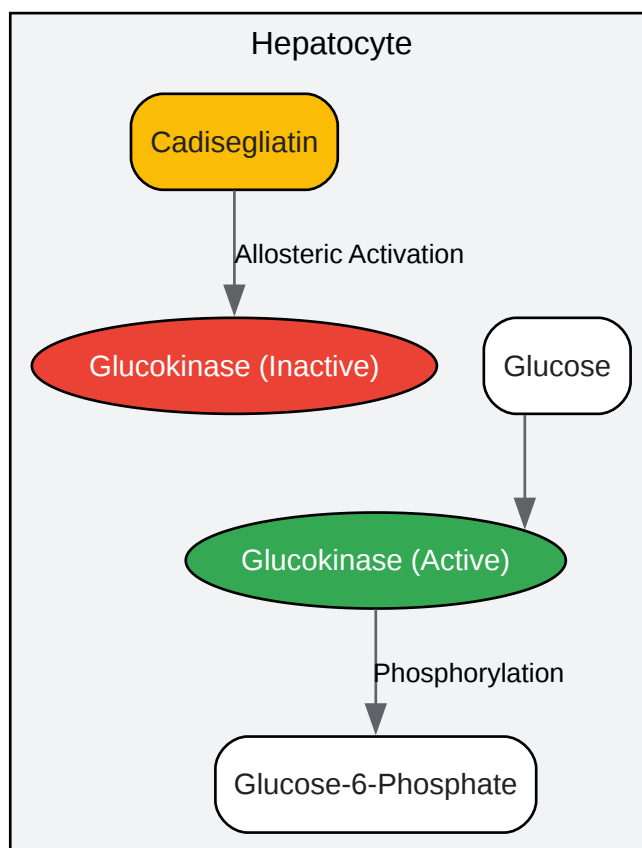 Hepatocyte
Cadisegliatin
Allosteric Activation
Glucokinase (Inactive)
Glucose
Glucokinase (Active)
Phosphorylation
Glucose-6-Phosphate